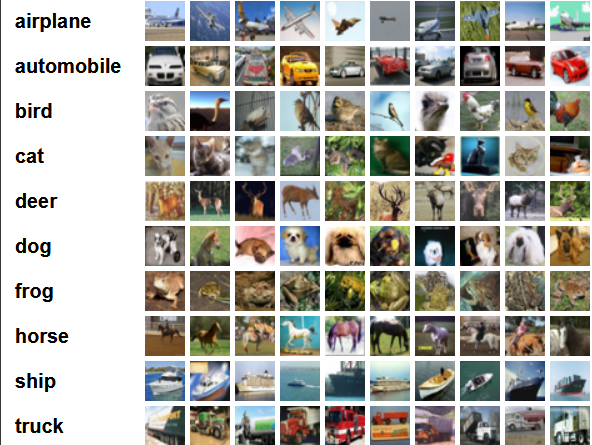 airplane
automobile
bird
cat
deer
dog
frog
horse
ship
truck